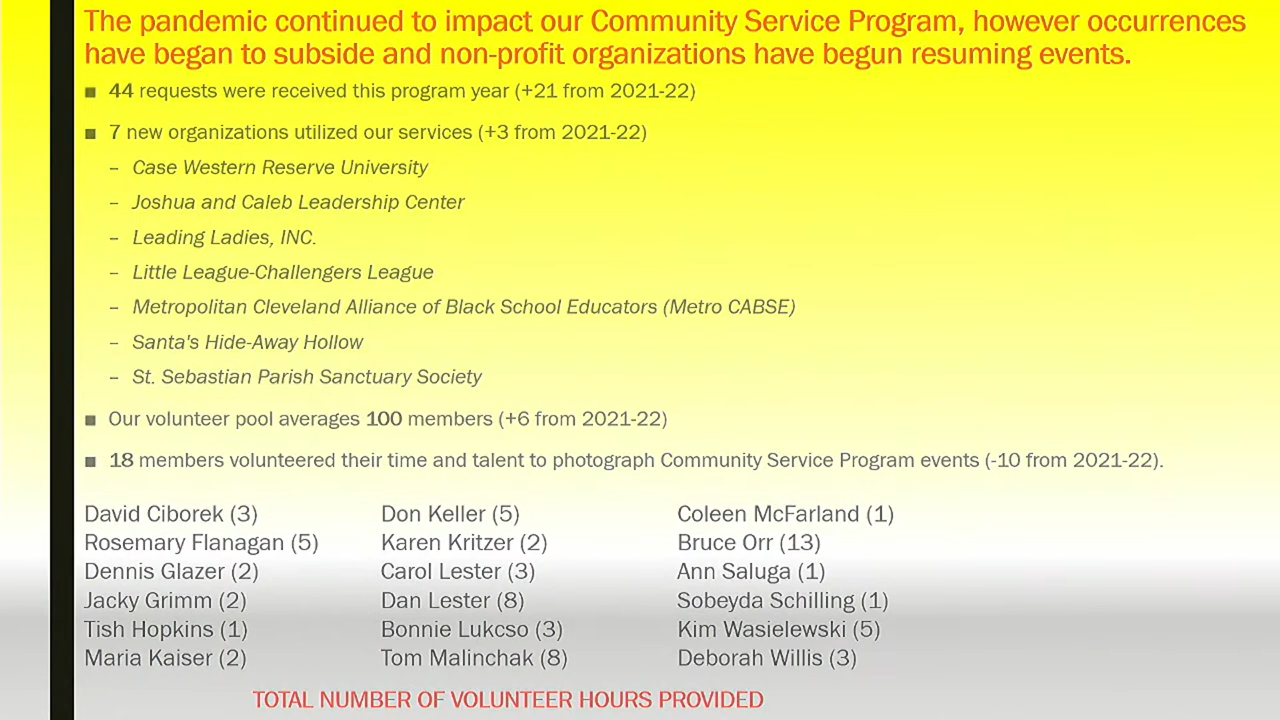 The pandemic continued to impact our Community Service Program, however occurrences
have began to subside and non-profit organizations have begun resuming events.
■ 44 requests were received this program year (+21 from 2021-22)
■ 7 new organizations utilized our services (+3 from 2021-22)
– Case Western Reserve University
– Joshua and Caleb Leadership Center
– Leading Ladies, INC.
– Little League-Challengers League
– Metropolitan Cleveland Alliance of Black School Educators (Metro CABSE)
– Santa's Hide-Away Hollow
– St. Sebastian Parish Sanctuary Society
■ Our volunteer pool averages 100 members (+6 from 2021-22)
■ 18 members volunteered their time and talent to photograph Community Service Program events (-10 from 2021-22).
David Ciborek (3)
Rosemary Flanagan (5)
Dennis Glazer (2)
Jacky Grimm (2)
Tish Hopkins (1)
Maria Kaiser (2)
Don Keller (5)
Karen Kritzer (2)
Carol Lester (3)
Dan Lester (8)
Bonnie Lukcso (3)
Tom Malinchak (8)
Coleen McFarland (1)
Bruce Orr (13)
Ann Saluga (1)
Sobeyda Schilling (1)
Kim Wasielewski (5)
Deborah Willis (3)
TOTAL NUMBER OF VOLUNTEER HOURS PROVIDED